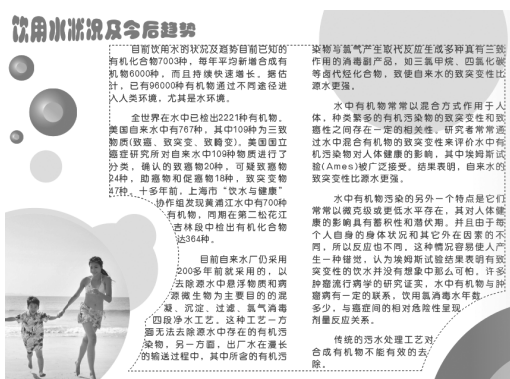 饮用水状况及今后趋势
目前饮用水的状况及趋势目前已知的
有机化合物7003种，每年平均新增合成有
机物6000种，而且持续快速增长。据估
计，已有96000种有机物通过不同途径进
入人类环境，尤其是水环境。
全世界在水中已检出2221种有机物。
美国自来水中有767种，其中109种为三致
物质(致癌、致突变、致畸变)。美国国立
癌症研究所对自来水中109种物质进行了
分类，确认的致癌物20种，可疑致癌物
24种，助癌物和促癌物18种，致突变物
47种。十多年前，上海市“饮水与健康”
协作组发现黄浦江水中有700种
有机物，同期在第二松花江
吉林段中检出有机化合物
达364种。
目前自来水厂仍采用
200多年前就采用的，以
去除源水中悬浮物质和病
源微生物为主要目的的混
凝、沉淀、过滤、氯气消毒
四段净水工艺。这种工艺一方
面无法去除源水中存在的有机污
染物，另一方面，出厂水在漫长
的输送过程中，其中所含的有机污
染物与氯气产生取代反应生成多种具有三致
作用的消毒副产品，如三氯甲烷、四氯化碳
等卤代烃化合物，致使自来水的致突变性比
源水更强。
水中有机物常常以混合方式作用于人
体，种类繁多的有机污染物的致突变性和致
癌性之间存在一定的相关性。研究者常常通
过水中混合有机物的致突变性来评价水中有
机污染物对人体健康的影响，其中埃姆斯试
验(Ames)被广泛接受。结果表明，自来水的
致突变性比源水更强。
水中有机物污染的另外一个特点是它们
常常以微克级或更低水平存在，其对人体健
康的影响具有蓄积性和潜伏期。并且由于每
个人自身的身体状况和其它外在因素的不
同，所以反应也不同。这种情况容易使人产
生一种错觉，认为埃姆斯试验结果表明有致
突变性的饮水并没有想象中那么可怕。许多
肿瘤流行病学的研究证实，水中有机物与肿
瘤病有一定的联系，饮用氯消毒水年数
多少，与癌症间的相对危险性呈现
剂量反应关系。
传统的污水处理工艺对
合成有机物不能有效的去
除。